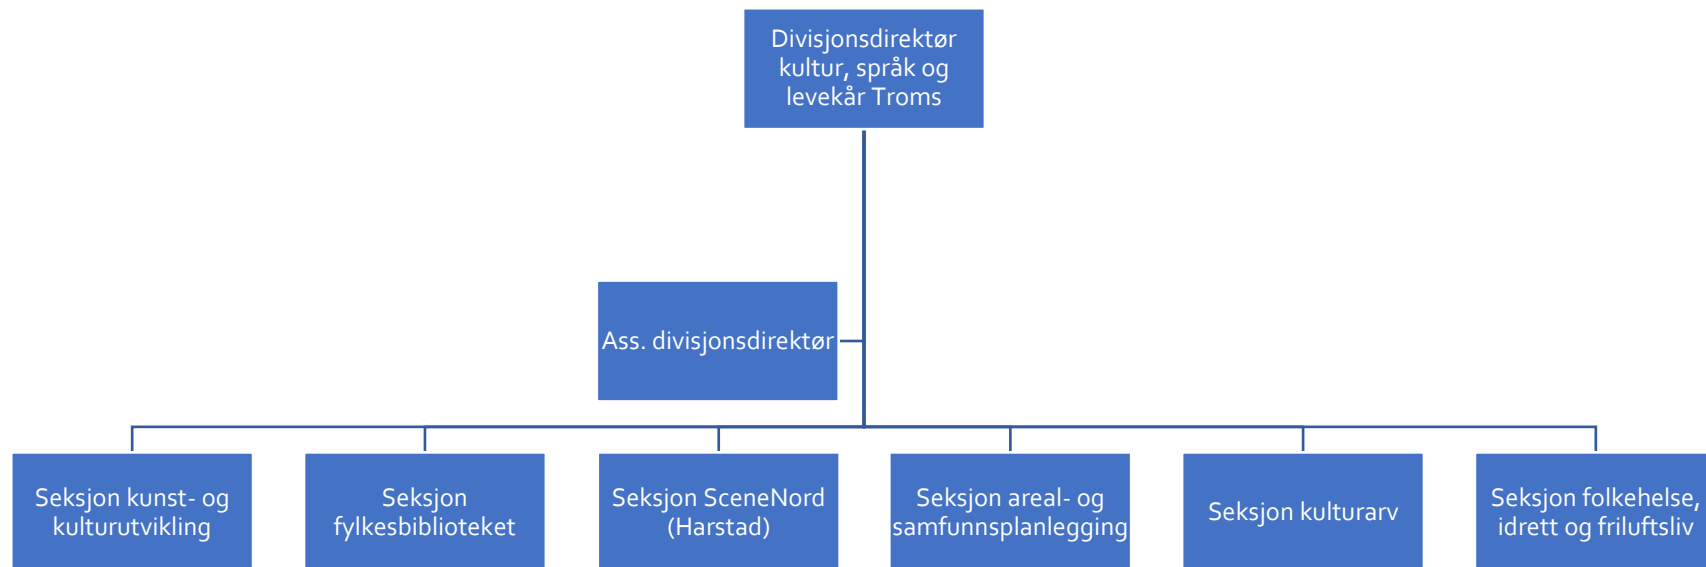 Divisjonsdirektør
kultur, språk og
levekår Troms
Ass. divisjonsdirektør
Seksjon kunst- og
kulturutvikling
Seksjon
fylkesbiblioteket
Seksjon SceneNord
(Harstad)
Seksjon areal- og
samfunnsplanlegging
Seksjon kulturarv
Seksjon folkehelse,
idrett og friluftsliv